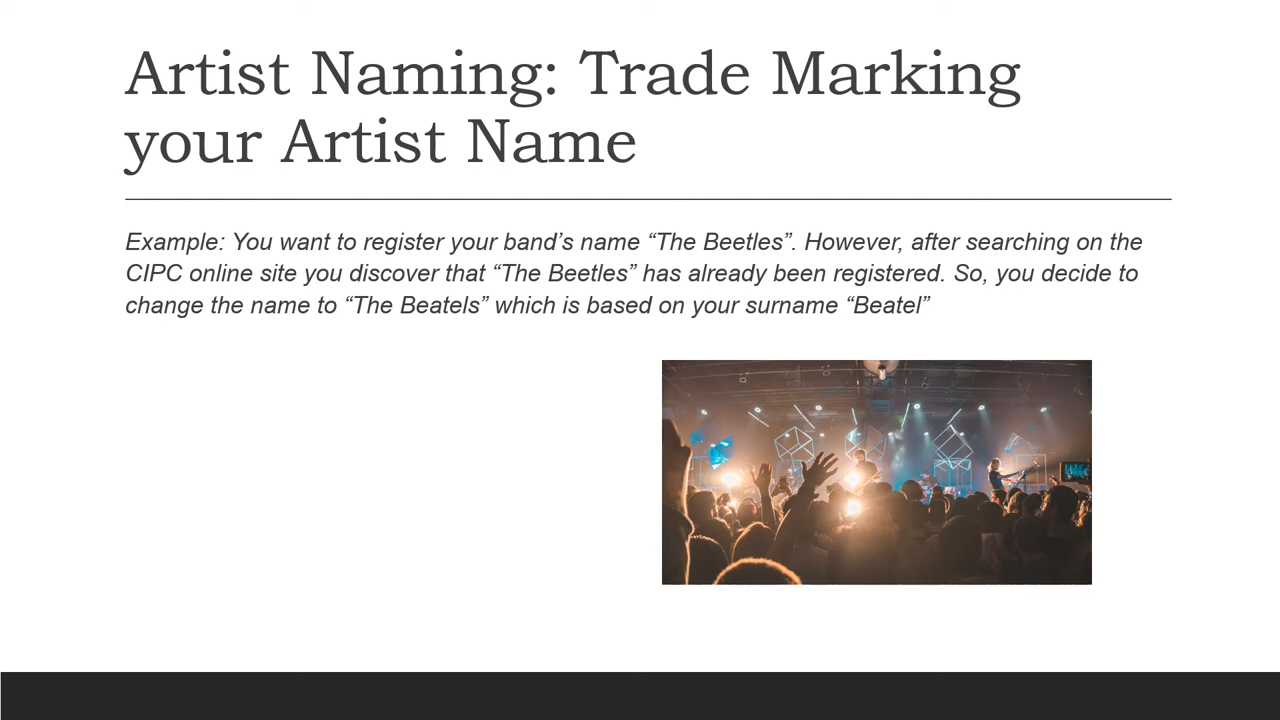 Artist Naming: Trade Marking
your Artist Name
Example: You want to register your band’s name “The Beetles”. However, after searching on the
CIPC online site you discover that “The Beetles” has already been registered. So, you decide to
change the name to “The Beatels” which is based on your surname “Beatel”